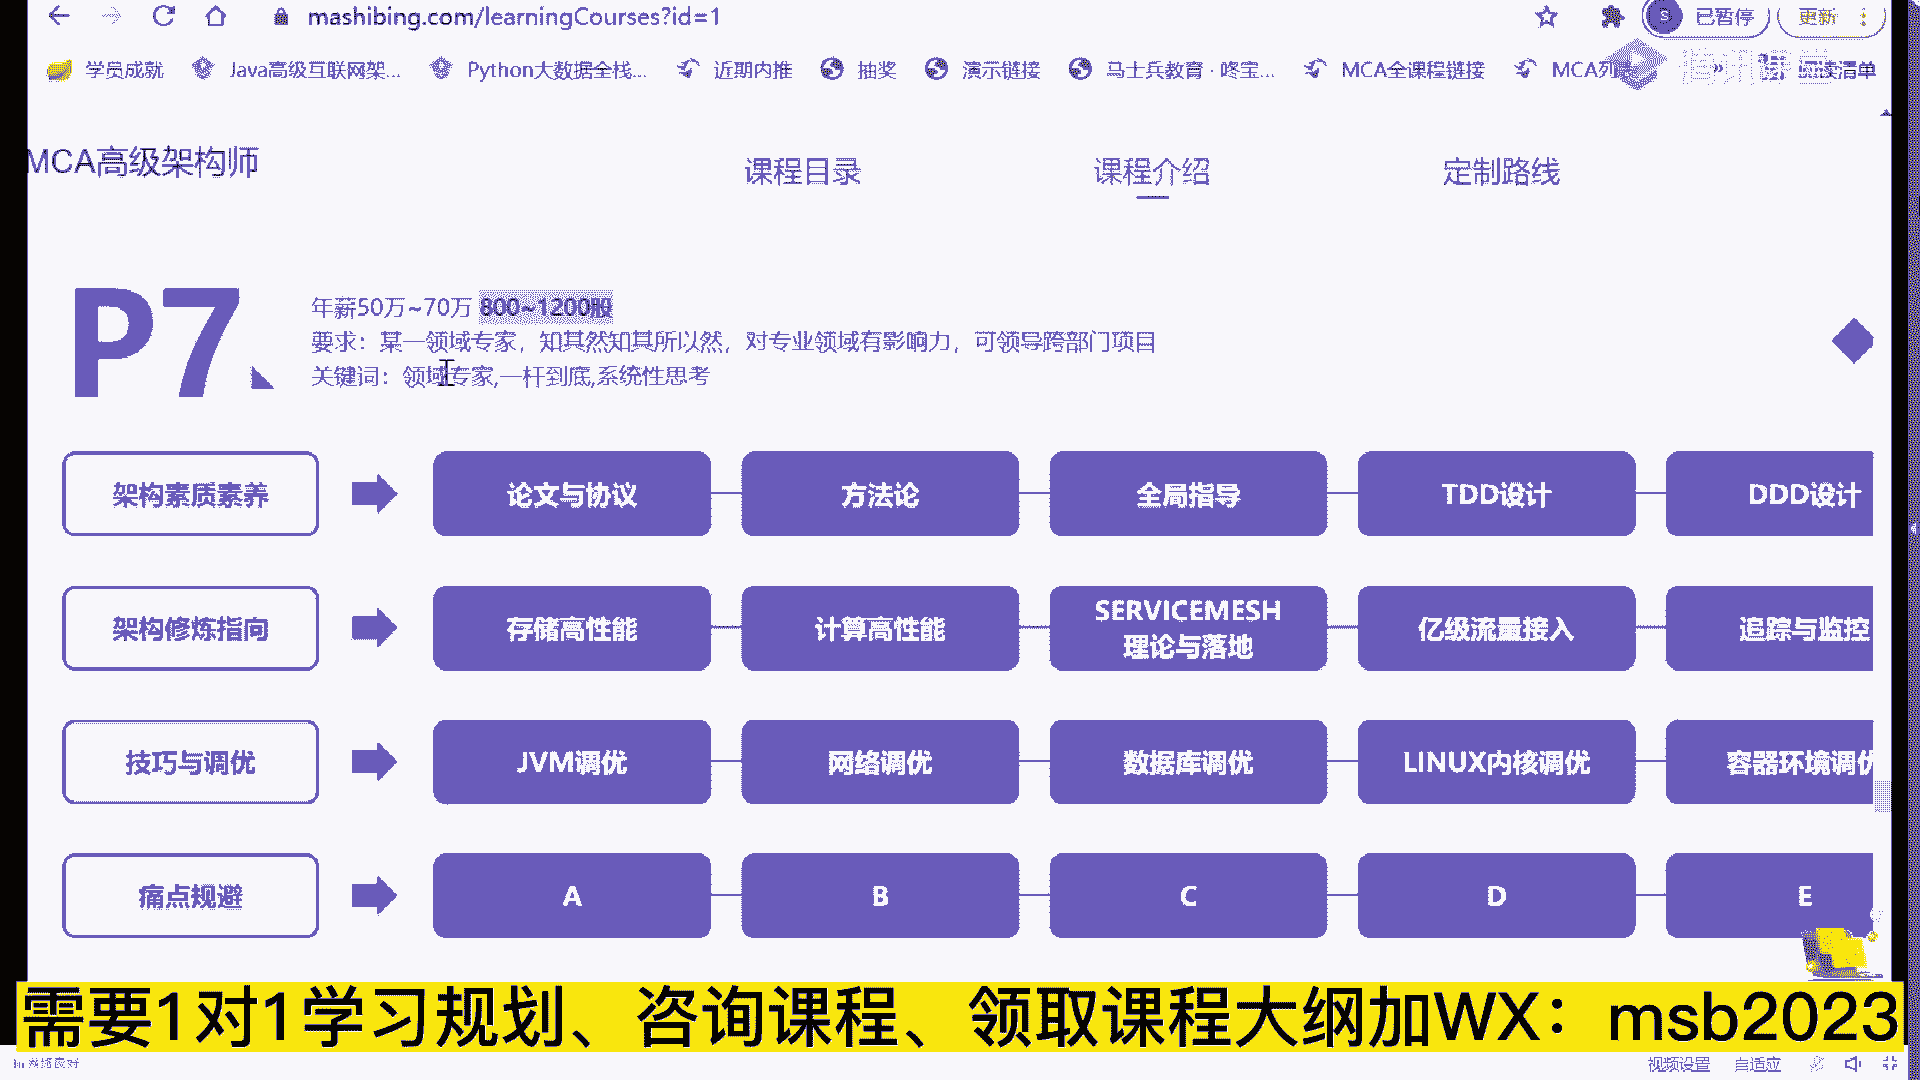 mashibing.com/learningCourses?id=1
S 已暂停 更新
学员成就 Java高级互联网架... Python大数据全栈... 近期内推 抽奖 演示链接 马士兵教育 · 咚宝... MCA全课程链接 MCA列 » 清单
腾讯课堂
MCA高级架构师 课程目录 课程介绍 定制路线
P7
年薪50万~70万 800~1200股
要求：某一领域专家，知其然知其所以然，对专业领域有影响力，可领导跨部门项目
关键词：领域专家,一杆到底,系统性思考
架构素质素养 论文与协议 方法论 全局指导 TDD设计 DDD设计
架构修炼指向 存储高性能 计算高性能 SERVICEMESH 亿级流量接入 追踪与监控
理论与落地
技巧与调优 JVM调优 网络调优 数据库调优 LINUX内核调优 容器环境调优
痛点规避 A B C D E
需要1对1学习规划、咨询课程、领取课程大纲加WX：msb2023
网络良好 视频设置 自适应